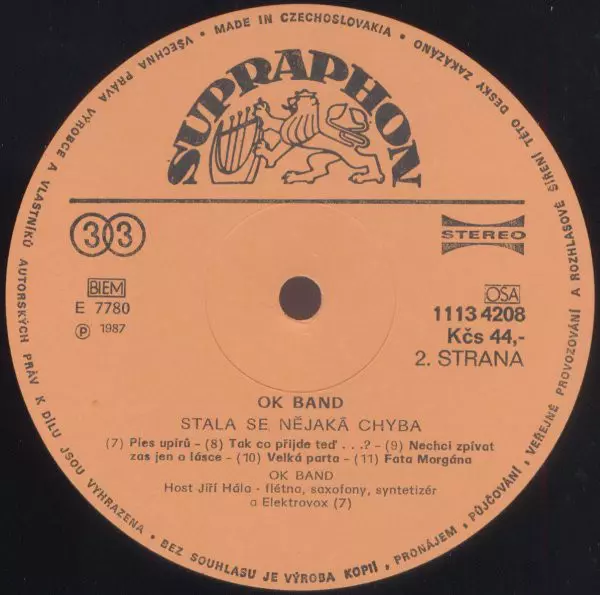 MADE IN CZECHOSLOVAKIA • VŠECHNA PRÁVA VÝROBCE A VLASTNÍKŮ AUTORSKÝCH PRÁV K DÍLU JSOU VYHRAZENA • BEZ SOUHLASU JE VÝROBA KOPIÍ, PRONÁJEM, PŮJČOVÁNÍ, VEŘEJNÉ PROVOZOVÁNÍ A ROZHLASOVÉ ŠÍŘENÍ TÉTO DESKY ZAKÁZÁNO •
SUPRAPHON
33
STEREO
BIEM
OSA
E 7780
1113 4208
Ⓟ 1987
Kčs 44,-
2. STRANA
OK BAND
STALA SE NĚJAKÁ CHYBA
(7) Ples upírů – (8) Tak co přijde teď . . .? – (9) Nechci zpívat
zas jen o lásce – (10) Velká parta – (11) Fata Morgána
OK BAND
Host Jiří Hála - flétna, saxofony, syntetizér
a Elektrovox (7)